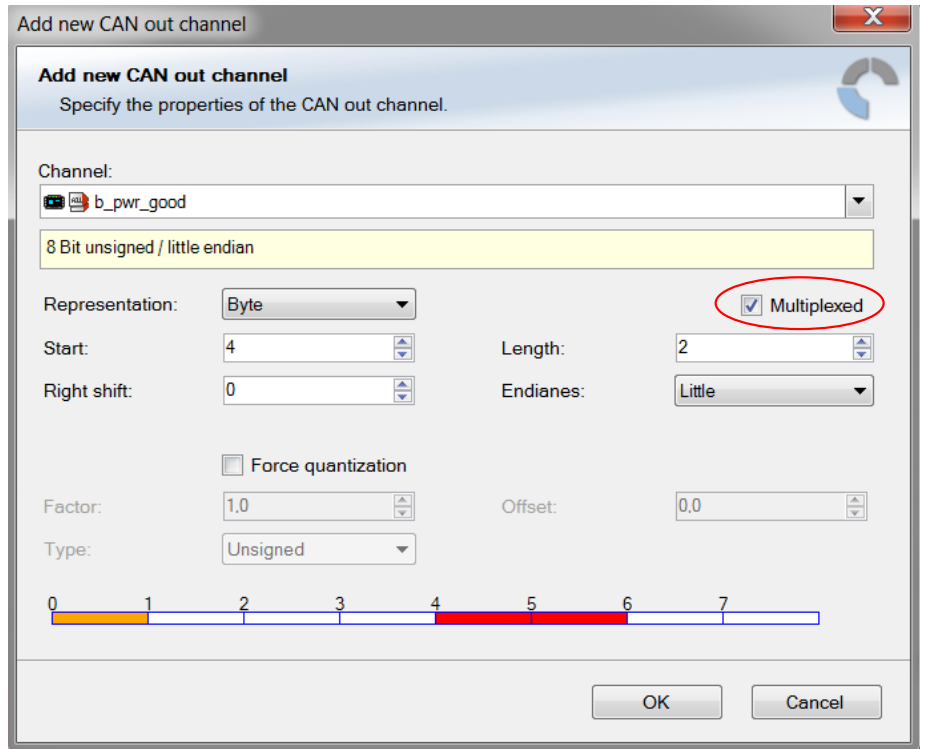 Add new CAN out channel
Add new CAN out channel
Specify the properties of the CAN out channel.
Channel:
b_pwr_good
8 Bit unsigned / little endian
Representation: Byte Multiplexed
Start: 4 Length: 2
Right shift: 0 Endianes: Little
Force quantization
Factor: 1,0 Offset: 0,0
Type: Unsigned
0 1 2 3 4 5 6 7
OK Cancel